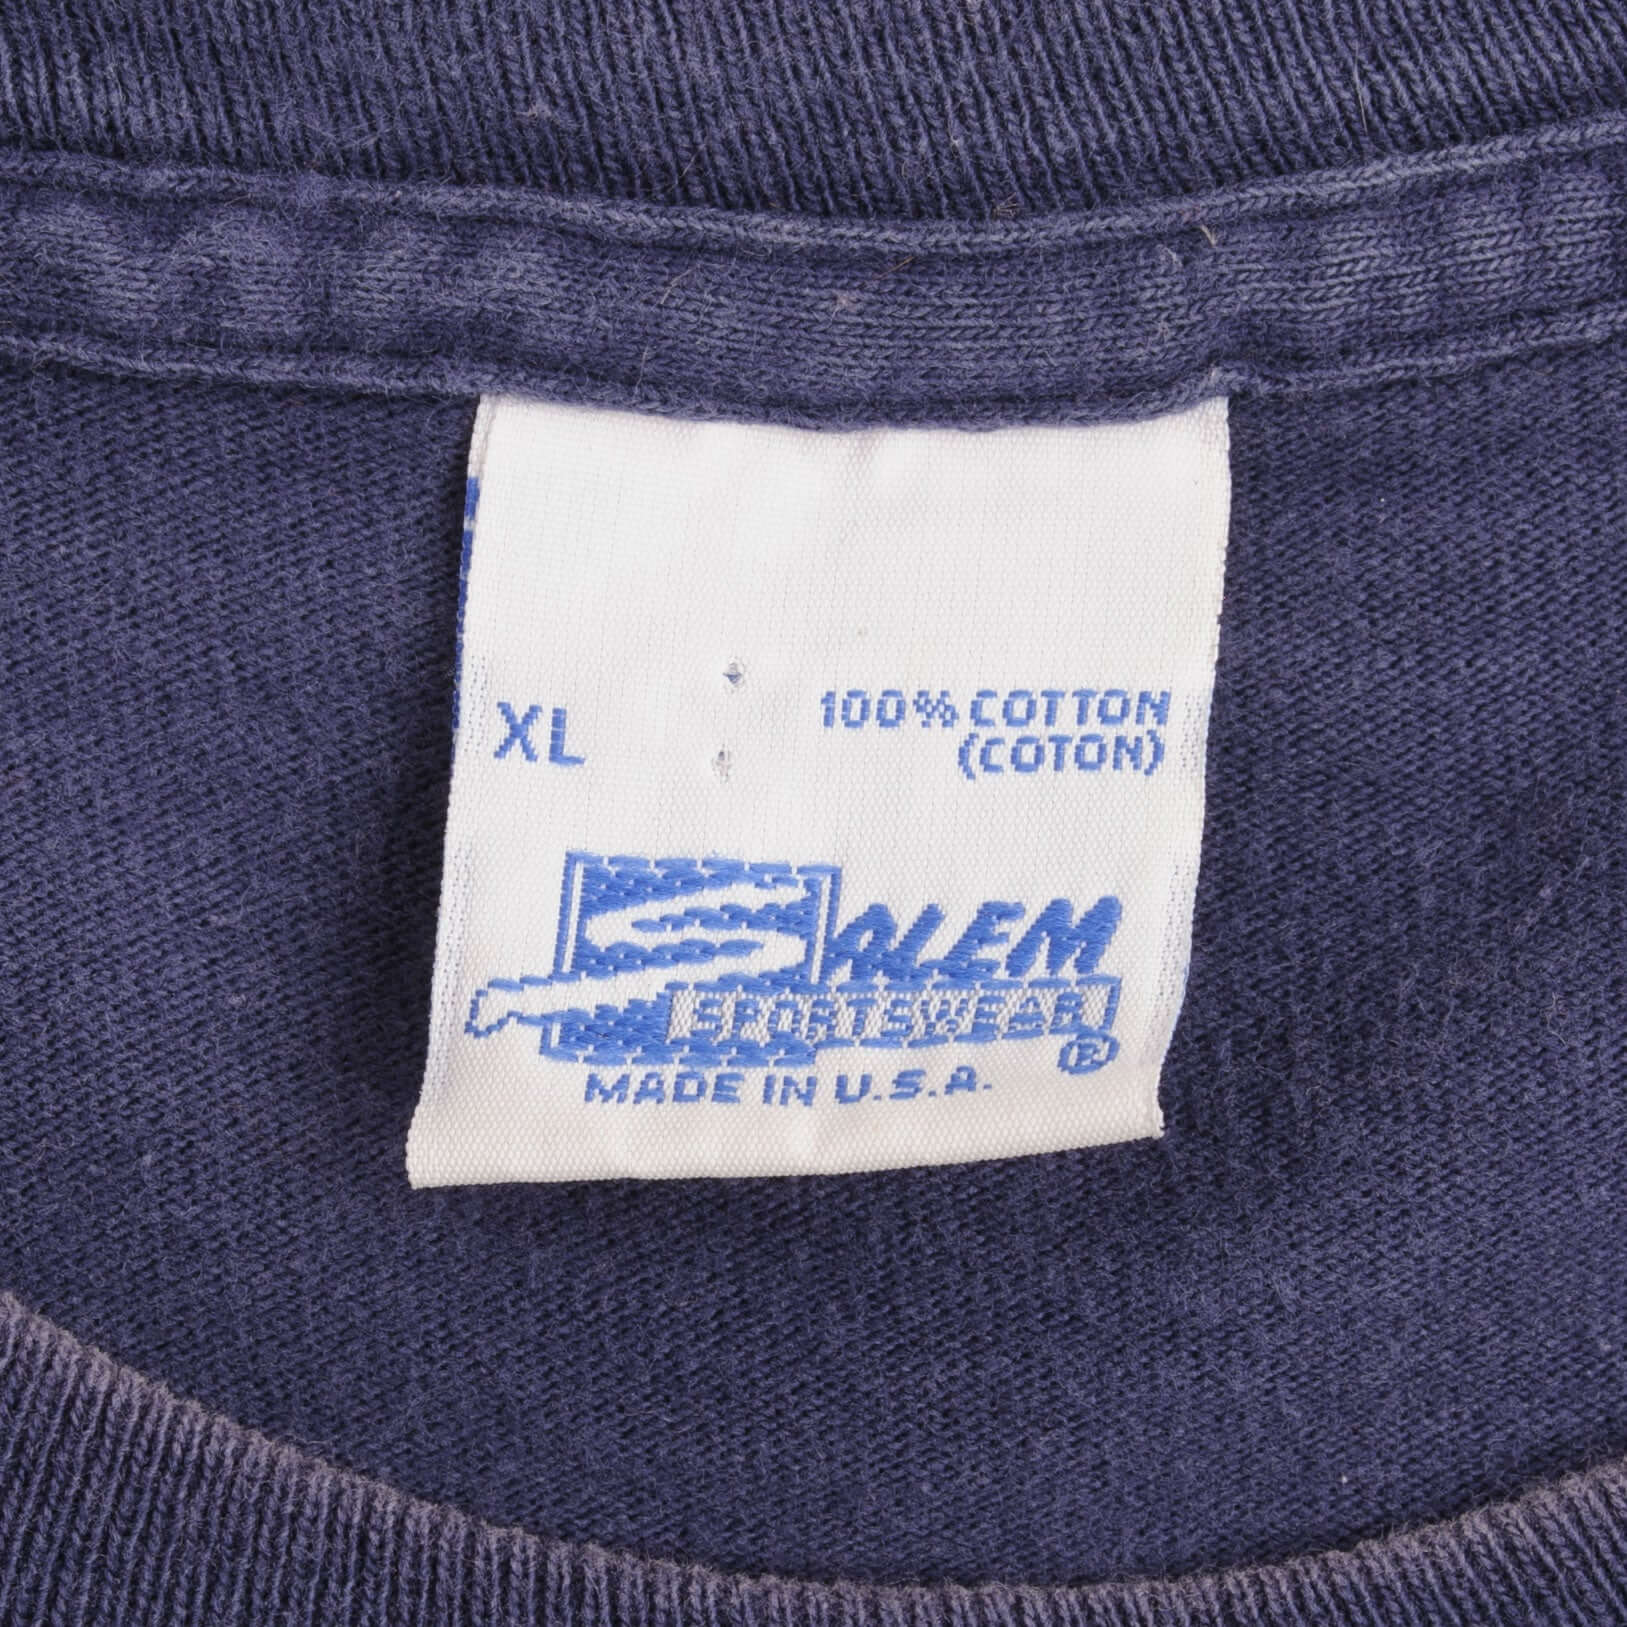 XL
100% COTTON
(COTON)
SALEM
SPORTSWEAR ®
MADE IN U.S.A.